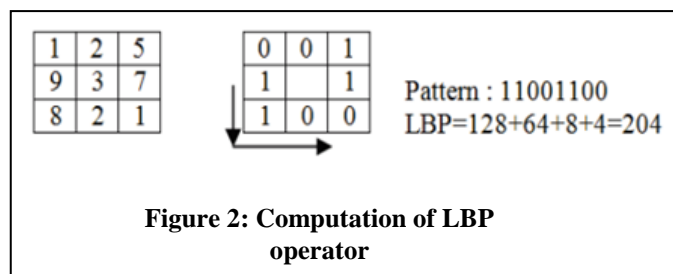 1 2 5
9 3 7
8 2 1
0 0 1
1 1
1 0 0
Pattern : 11001100
LBP=128+64+8+4=204
Figure 2: Computation of LBP
operator